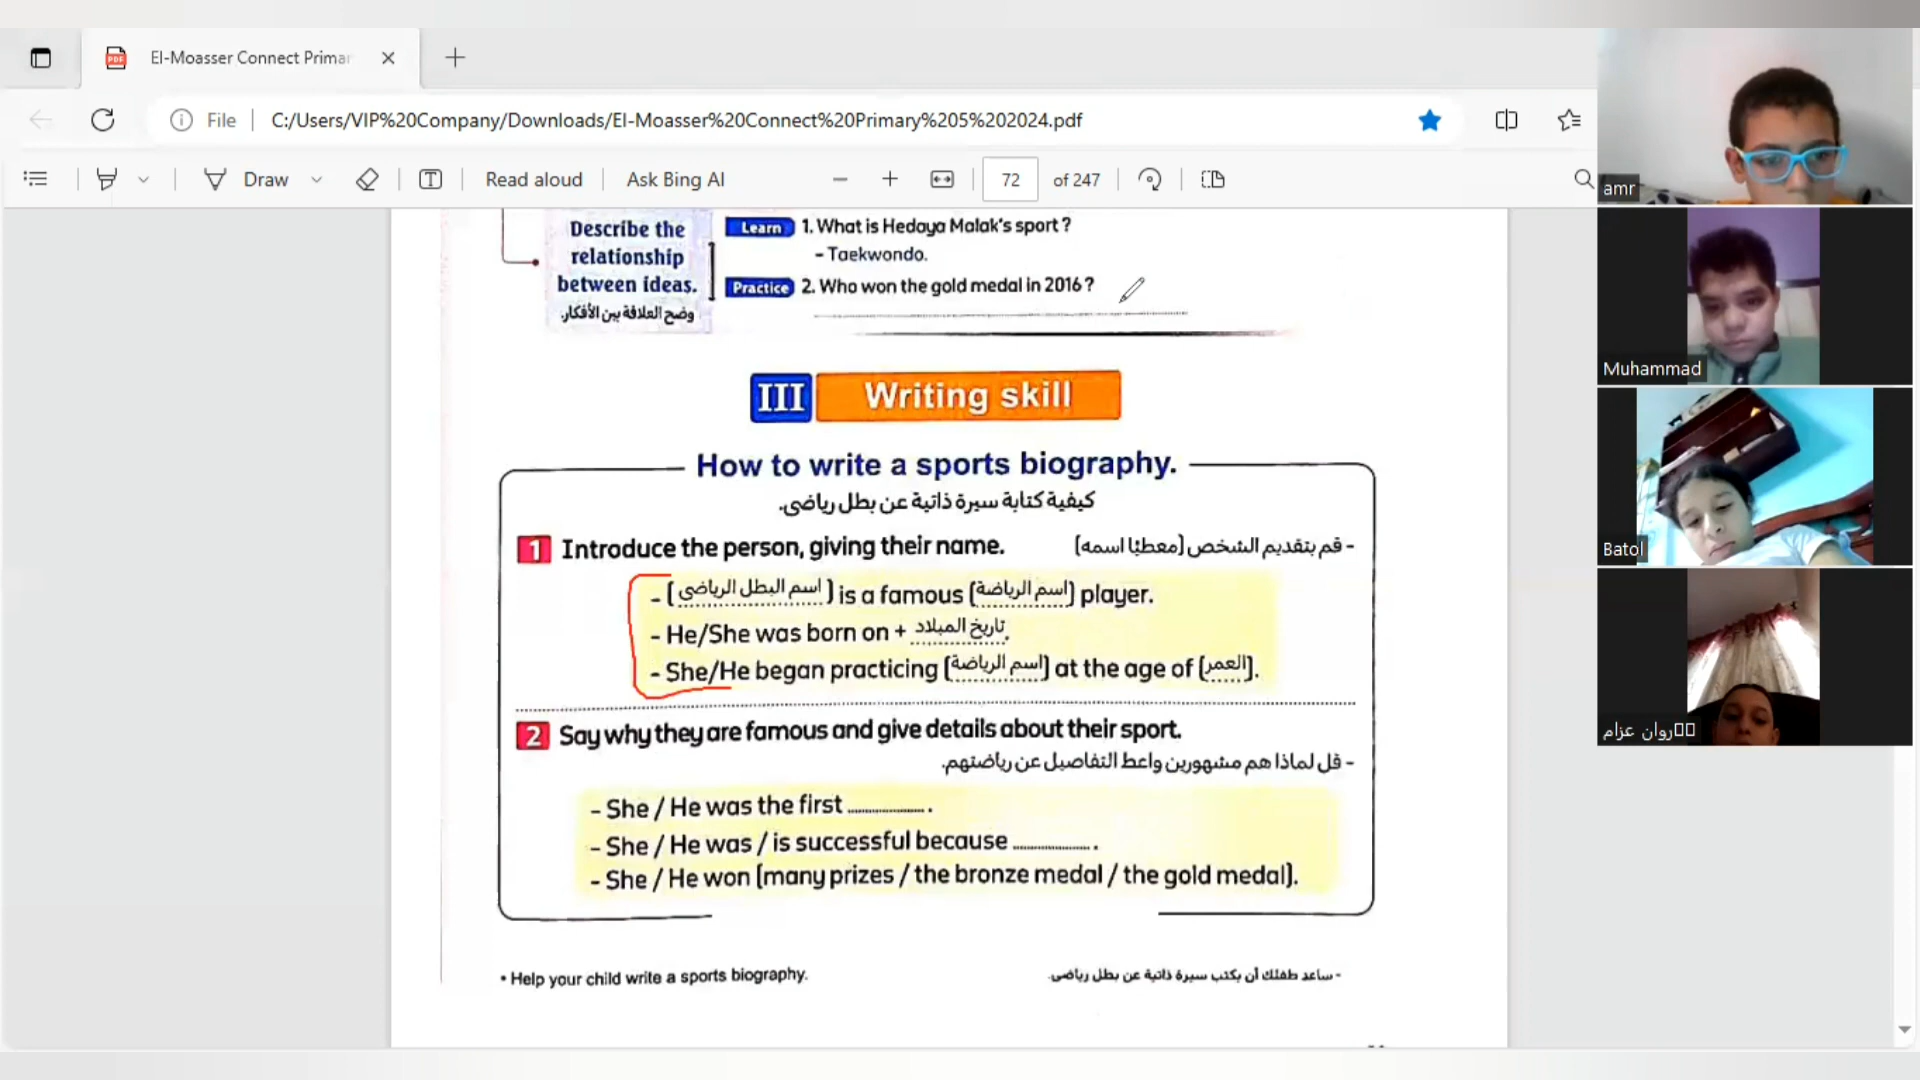 El-Moasser Connect Primar
File
C:/Users/VIP%20Company/Downloads/El-Moasser%20Connect%20Primary%205%202024.pdf
Draw
Read aloud
Ask Bing AI
72 of 247
Describe the
relationship
between ideas.
وضح العلاقة بين الأفكار.
Learn 1. What is Hedaya Malak's sport?
- Taekwondo.
Practice 2. Who won the gold medal in 2016?
III Writing skill
How to write a sports biography.
كيفية كتابة سيرة ذاتية عن بطل رياضى.
1 Introduce the person, giving their name. - قم بتقديم الشخص (معطيًا اسمه)
- (اسم البطل الرياضى) is a famous (اسم الرياضة) player.
- He/She was born on + تاريخ الميلاد.
- She/He began practicing (اسم الرياضة) at the age of (العمر).
2 Say why they are famous and give details about their sport.
- قل لماذا هم مشهورين واعط التفاصيل عن رياضتهم.
- She / He was the first .................... .
- She / He was / is successful because .................... .
- She / He won (many prizes / the bronze medal / the gold medal).
• Help your child write a sports biography. - ساعد طفلك أن يكتب سيرة ذاتية عن بطل رياضى.
amr
Muhammad
Batol
روان عزام